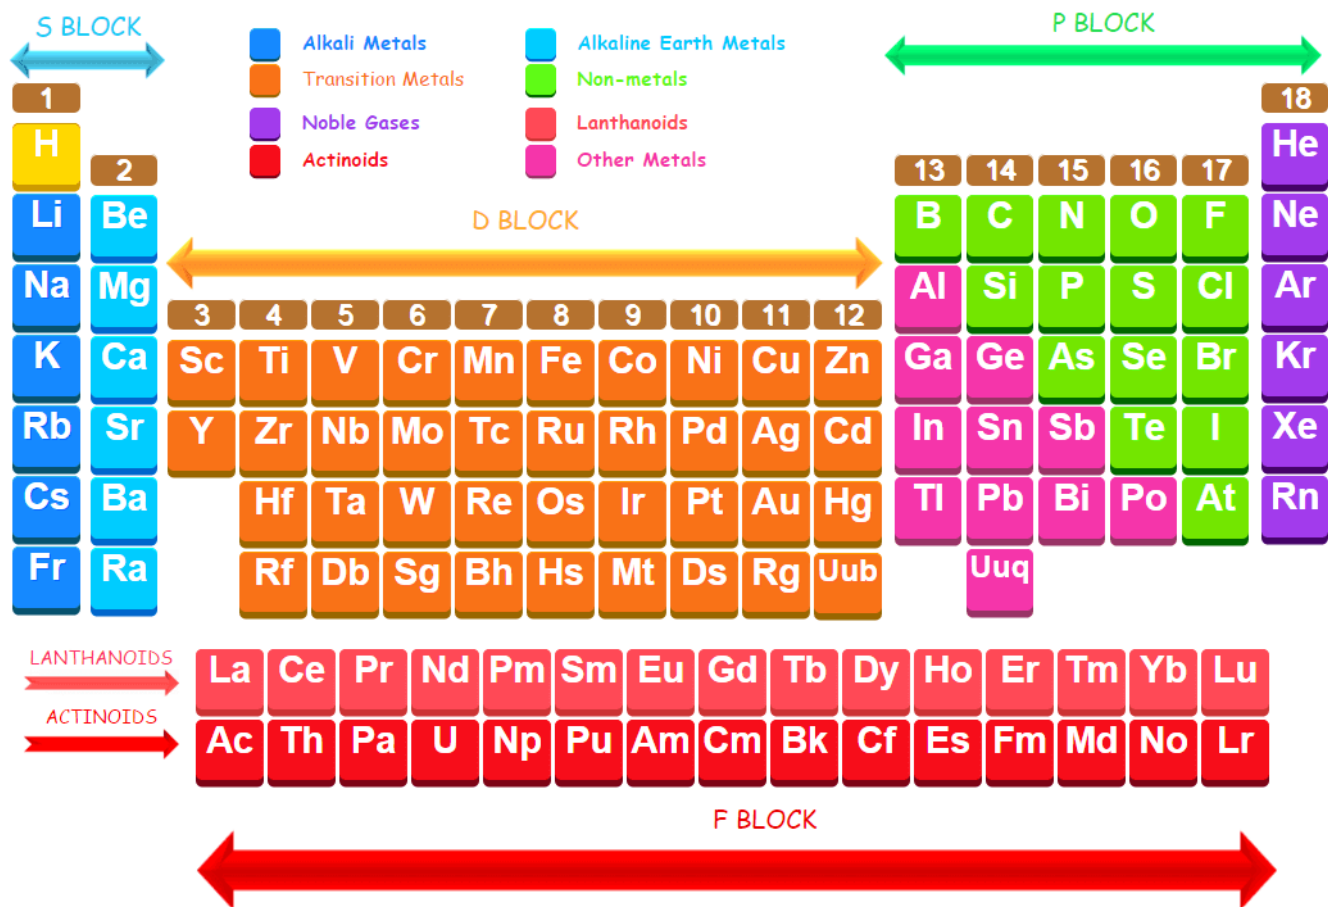 S BLOCK
P BLOCK
Alkali Metals
Alkaline Earth Metals
Transition Metals
Non-metals
Noble Gases
Lanthanoids
Actinoids
Other Metals
1
18
H
He
2
13 14 15 16 17
Li Be
B C N O F Ne
D BLOCK
Na Mg
Al Si P S Cl Ar
3 4 5 6 7 8 9 10 11 12
K Ca Sc Ti V Cr Mn Fe Co Ni Cu Zn Ga Ge As Se Br Kr
Rb Sr Y Zr Nb Mo Tc Ru Rh Pd Ag Cd In Sn Sb Te I Xe
Cs Ba Hf Ta W Re Os Ir Pt Au Hg Tl Pb Bi Po At Rn
Fr Ra Rf Db Sg Bh Hs Mt Ds Rg Uub Uuq
LANTHANOIDS
La Ce Pr Nd Pm Sm Eu Gd Tb Dy Ho Er Tm Yb Lu
ACTINOIDS
Ac Th Pa U Np Pu Am Cm Bk Cf Es Fm Md No Lr
F BLOCK